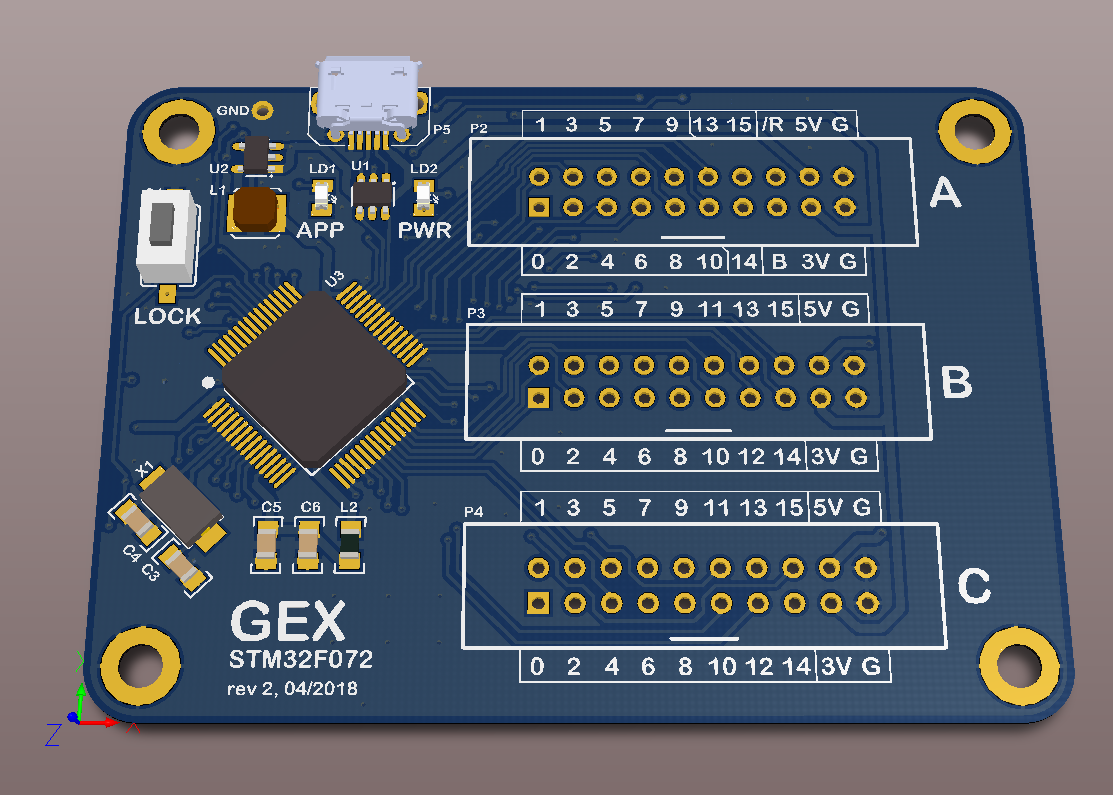 GND
P5
U2
L1
LD1
U1
LD2
APP
PWR
LOCK
U3
P2
1 3 5 7 9 13 15 /R 5V G
A
0 2 4 6 8 10 14 B 3V G
1 3 5 7 9 11 13 15 5V G
P3
B
0 2 4 6 8 10 12 14 3V G
1 3 5 7 9 11 13 15 5V G
P4
C
0 2 4 6 8 10 12 14 3V G
X1
C4
C3
C5
C6
L2
GEX
STM32F072
rev 2, 04/2018
X
Z